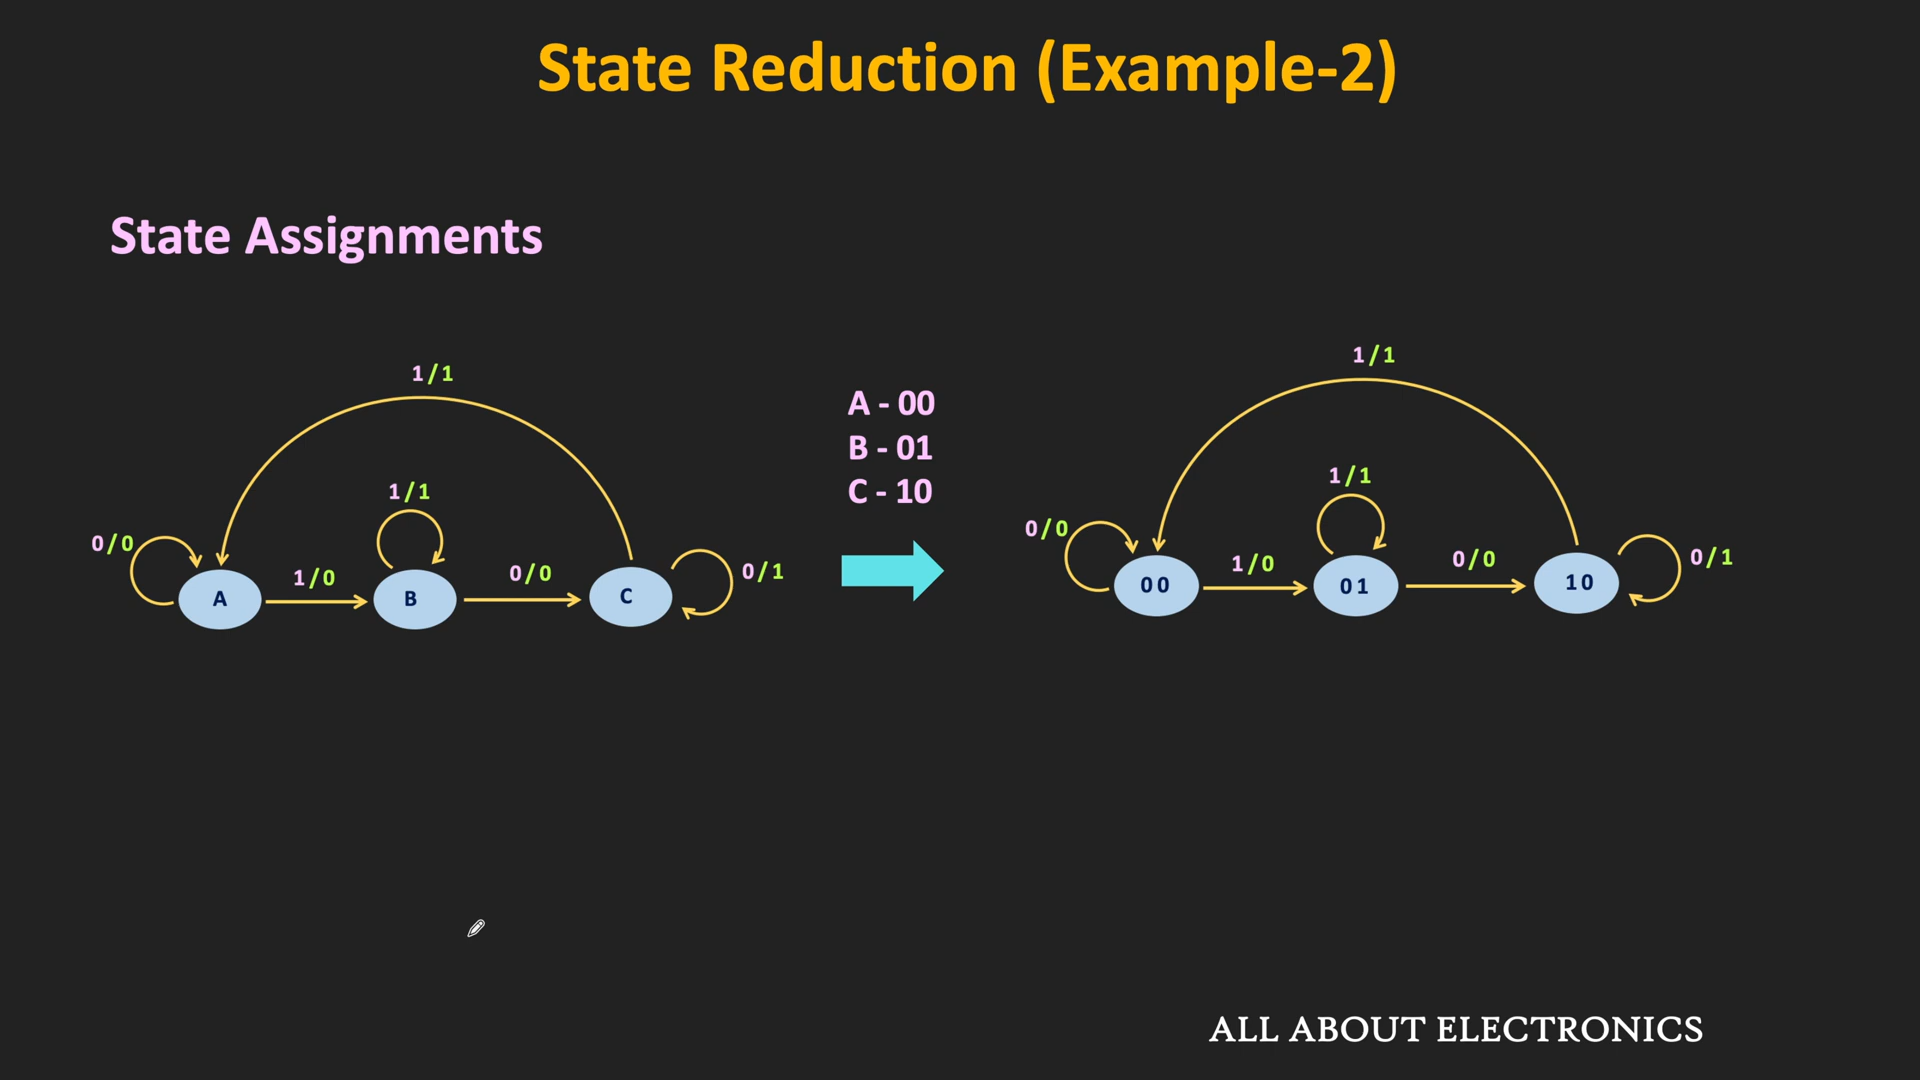 State Reduction (Example-2)
State Assignments
1/1
1/1
0/0
1/0
0/0
0/1
A
B
C
A - 00
B - 01
C - 10
1/1
1/1
0/0
1/0
0/0
0/1
00
01
10
ALL ABOUT ELECTRONICS